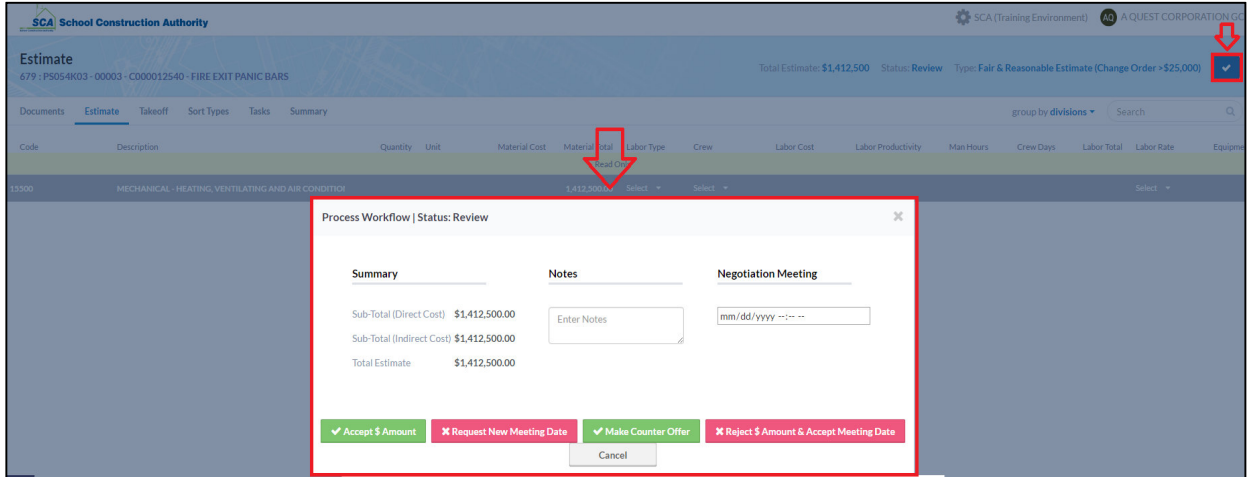 SCA School Construction Authority
SCA (Training Environment) AQ A QUEST CORPORATION GC
Estimate
679 : PS054K03 - 00003 - C000012540 - FIRE EXIT PANIC BARS
Total Estimate: $1,412,500 Status: Review Type: Fair & Reasonable Estimate (Change Order >$25,000)
Documents Estimate Takeoff Sort Types Tasks Summary group by divisions Search
Code Description Quantity Unit Material Cost Material Total Labor Type Crew Labor Cost Labor Productivity Man Hours Crew Days Labor Total Labor Rate Equipme
Read On
15300 MECHANICAL - HEATING, VENTILATING AND AIR CONDITIOI 1,412,500.00 Select Select Select
Process Workflow | Status: Review
Summary Notes Negotiation Meeting
Sub-Total (Direct Cost) $1,412,500.00 Enter Notes mm/dd/yyyy --:-- --
Sub-Total (Indirect Cost) $1,412,500.00
Total Estimate $1,412,500.00
Accept $ Amount Request New Meeting Date Make Counter Offer Reject $ Amount & Accept Meeting Date
Cancel